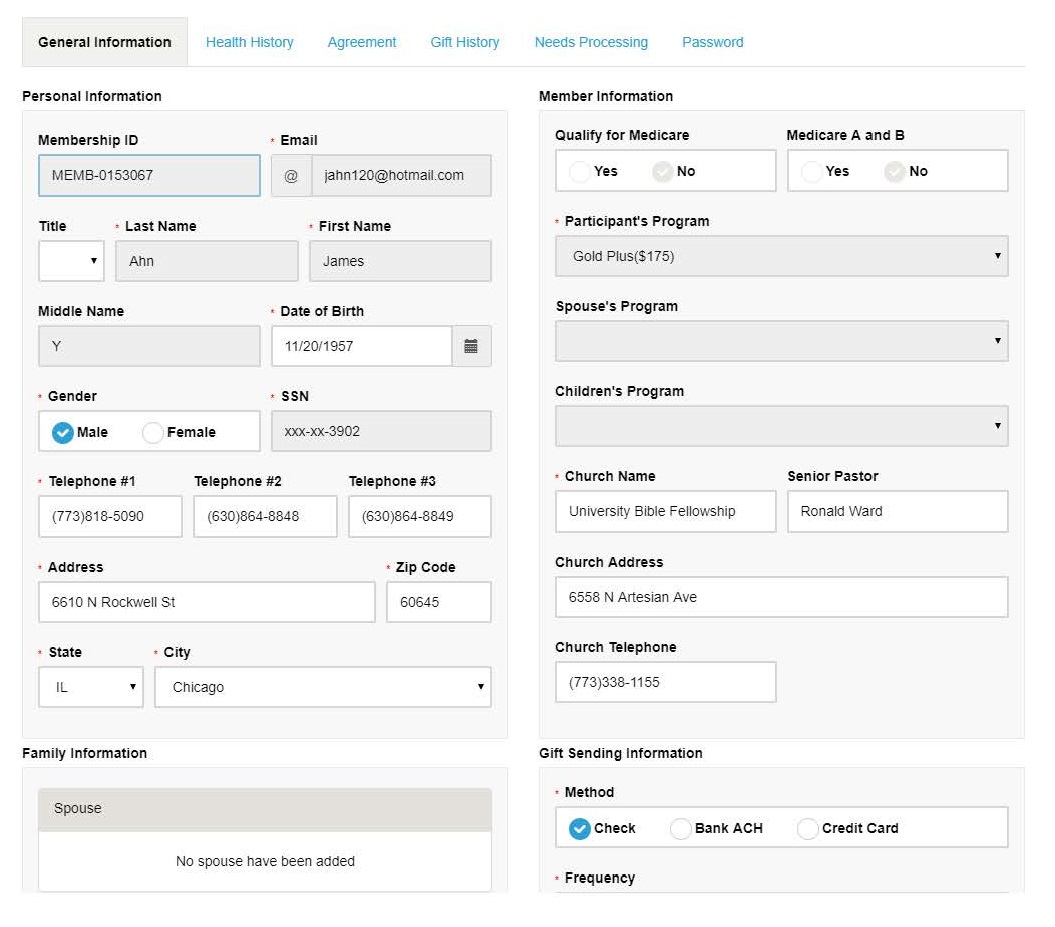 General Information Health History Agreement Gift History Needs Processing Password
Personal Information
Membership ID * Email
MEMB-0153067 @ jahn120@hotmail.com
Title * Last Name * First Name
Ahn James
Middle Name * Date of Birth
Y 11/20/1957
* Gender * SSN
Male Female xxx-xx-3902
* Telephone #1 Telephone #2 Telephone #3
(773)818-5090 (630)864-8848 (630)864-8849
* Address * Zip Code
6610 N Rockwell St 60645
* State * City
IL Chicago
Family Information
Spouse
No spouse have been added
Member Information
Qualify for Medicare Medicare A and B
Yes No Yes No
* Participant's Program
Gold Plus($175)
Spouse's Program
Children's Program
* Church Name Senior Pastor
University Bible Fellowship Ronald Ward
Church Address
6558 N Artesian Ave
Church Telephone
(773)338-1155
Gift Sending Information
* Method
Check Bank ACH Credit Card
* Frequency